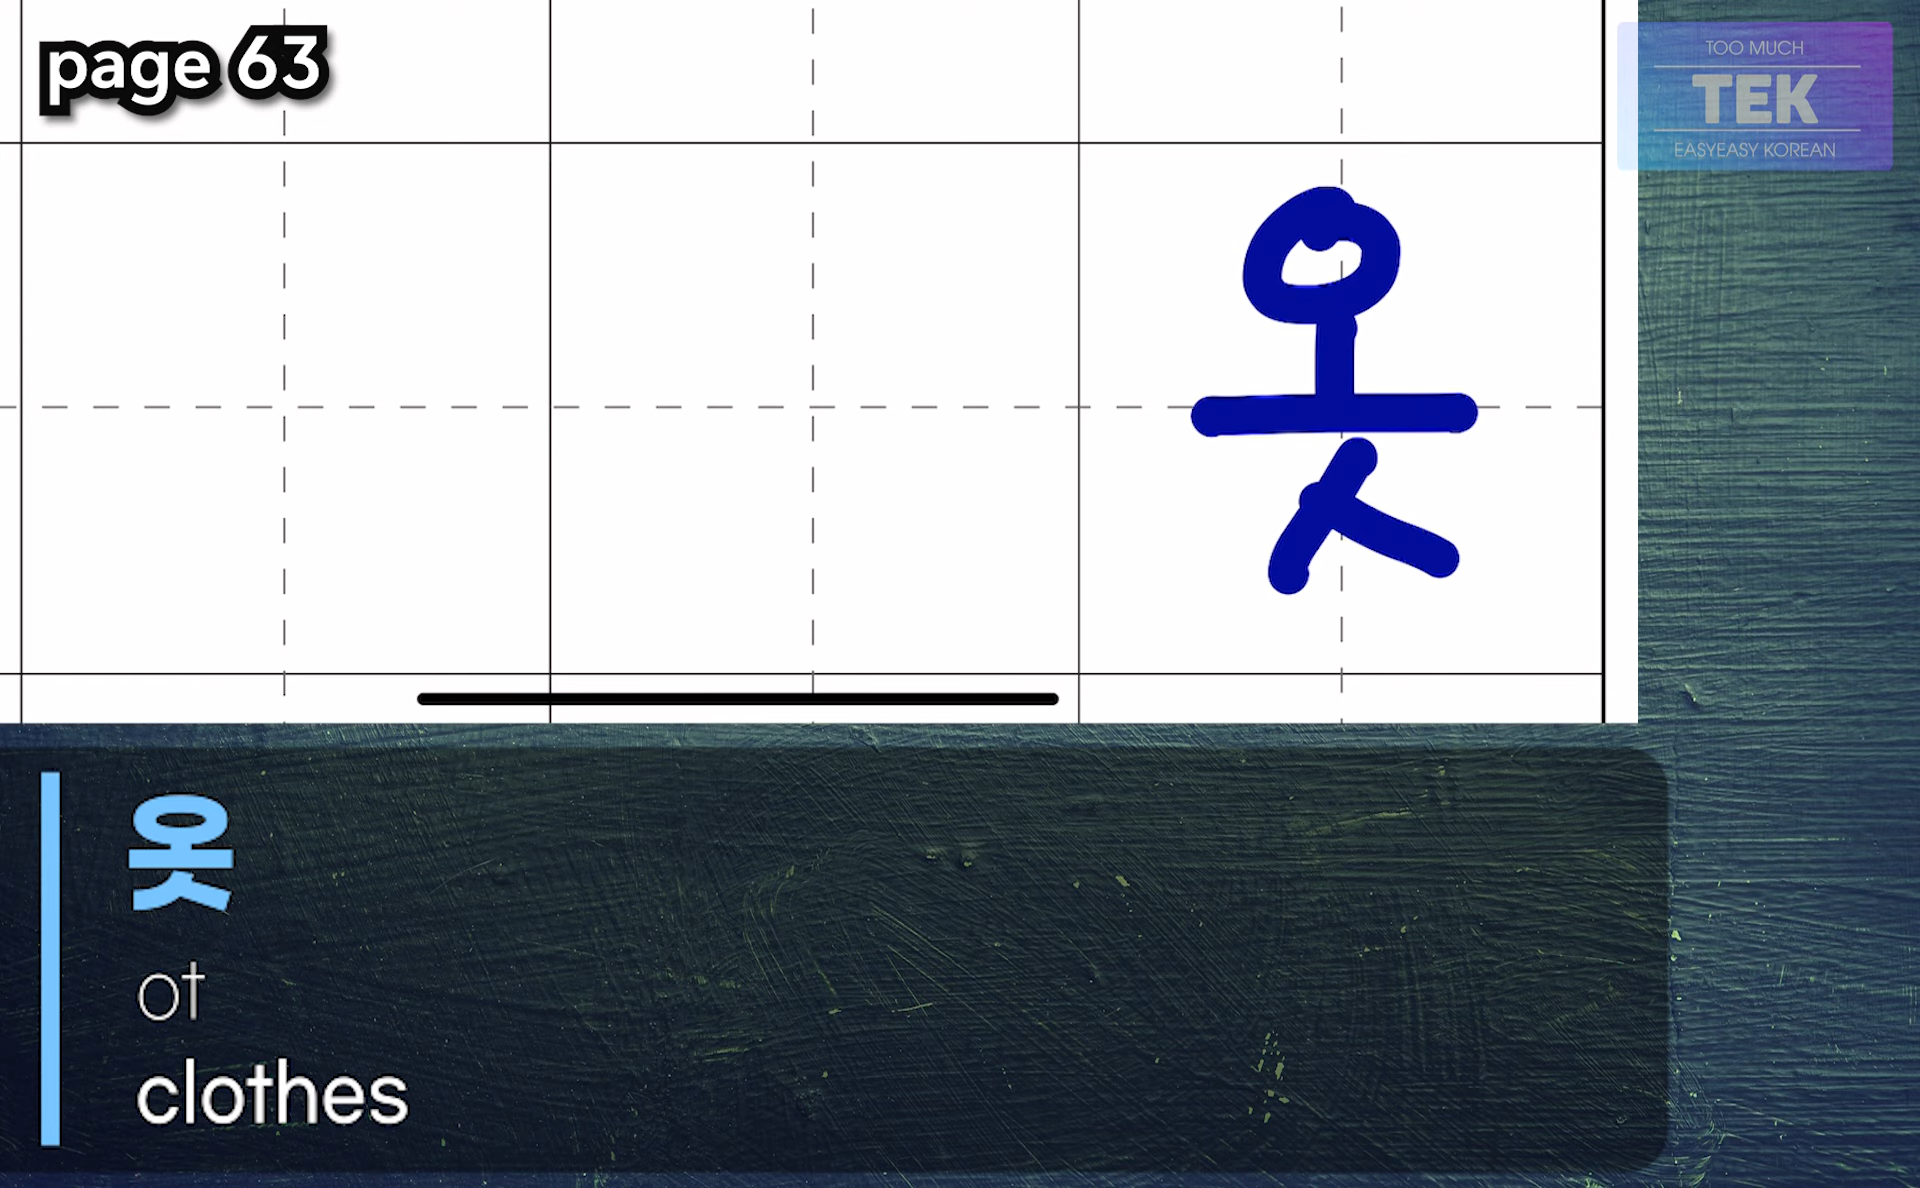 page 63
TOO MUCH
TEK
EASYEASY KOREAN
옷
옷
ot
clothes